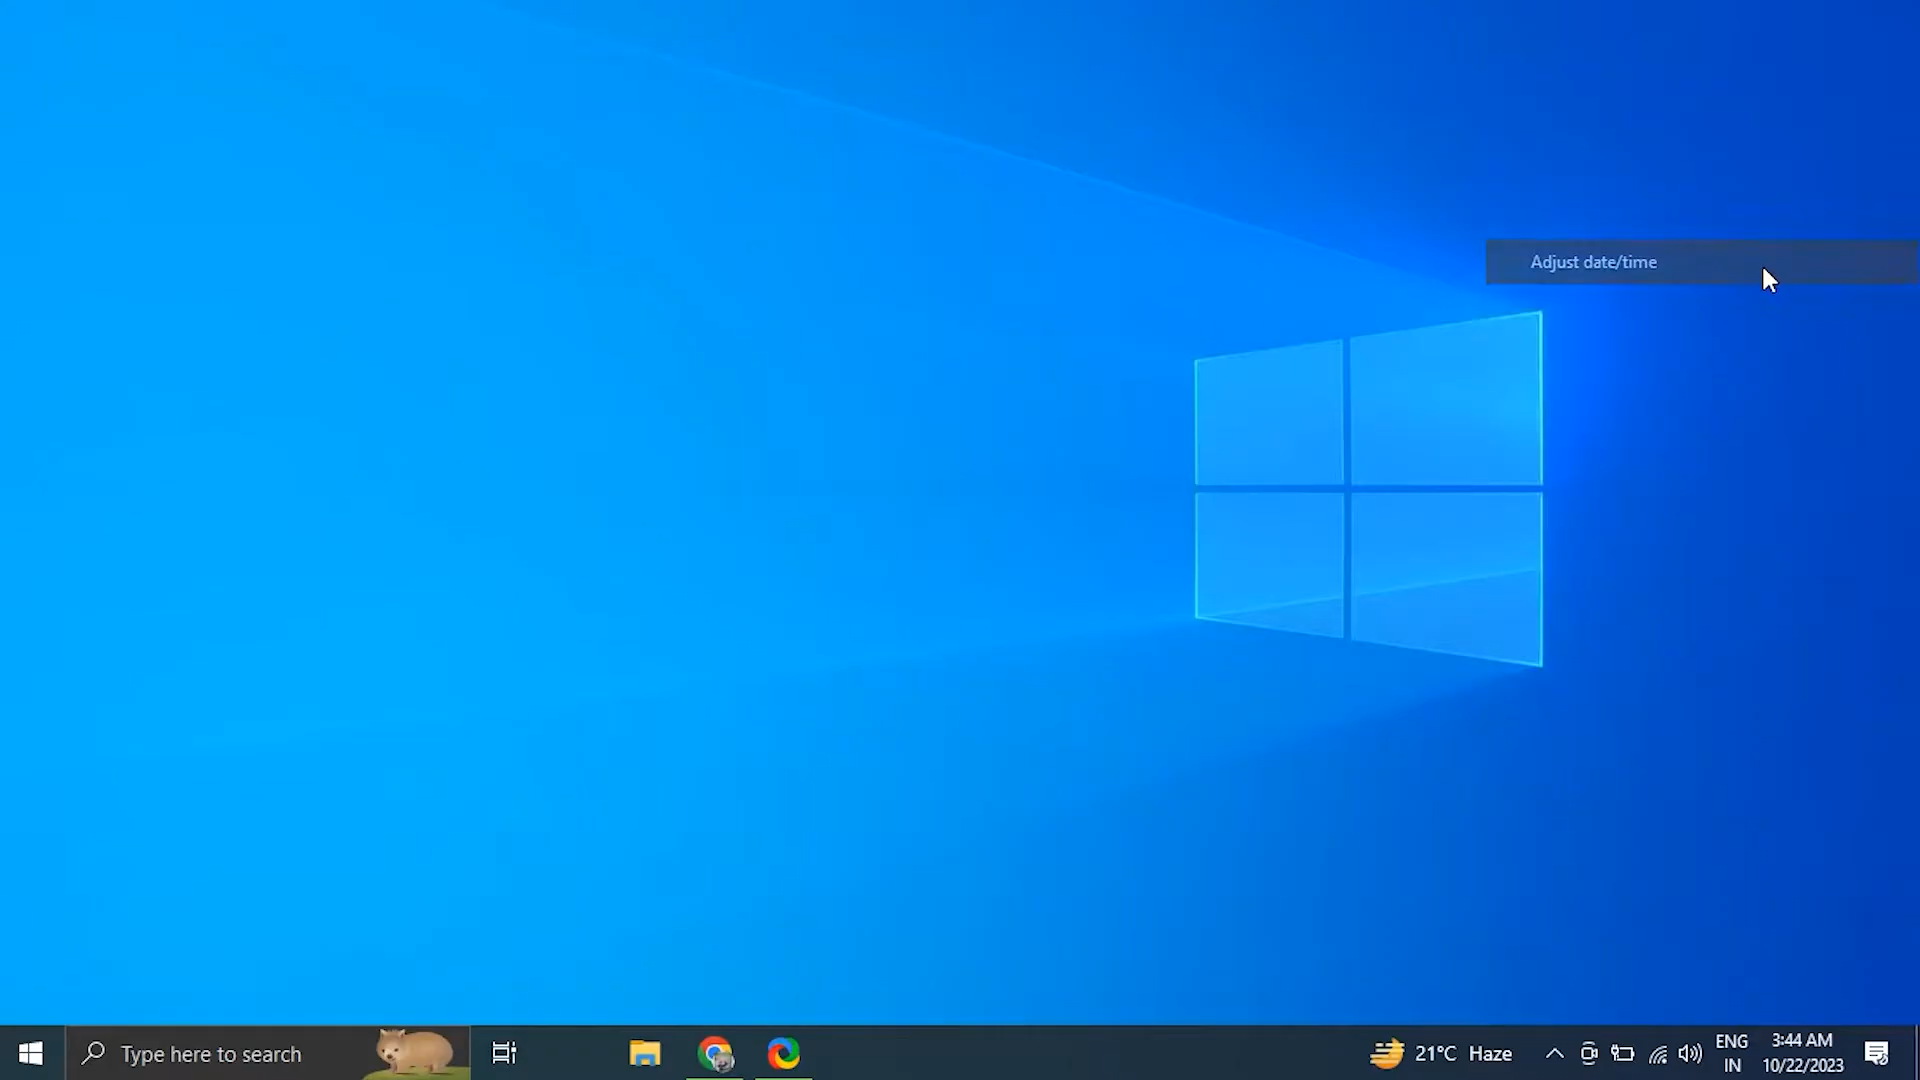 Adjust date/time
Type here to search
21°C Haze
ENG
IN
3:44 AM
10/22/2023